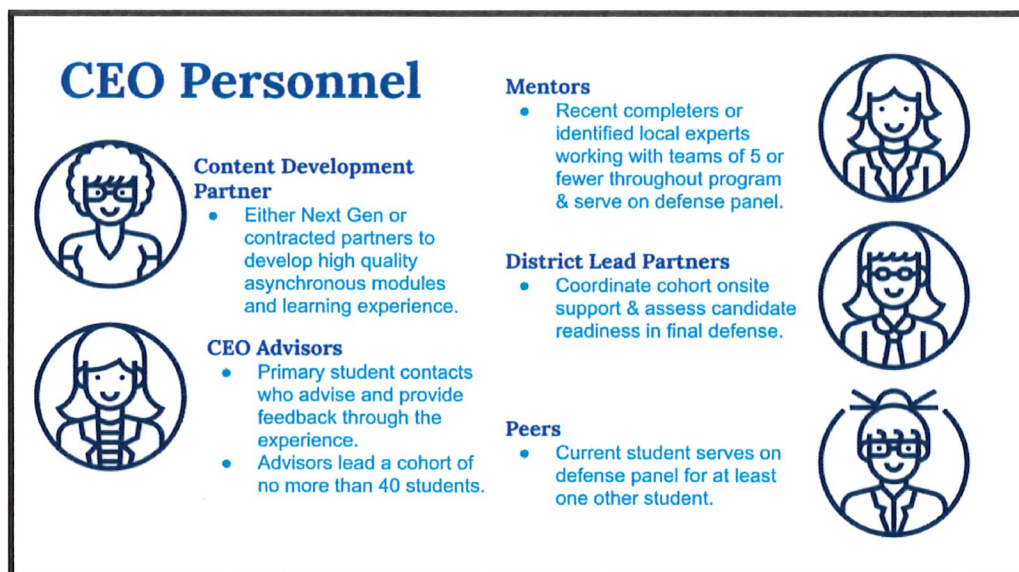 CEO Personnel
Content Development
Partner
● Either Next Gen or
contracted partners to
develop high quality
asynchronous modules
and learning experience.
CEO Advisors
● Primary student contacts
who advise and provide
feedback through the
experience.
● Advisors lead a cohort of
no more than 40 students.
Mentors
● Recent completers or
identified local experts
working with teams of 5 or
fewer throughout program
& serve on defense panel.
District Lead Partners
● Coordinate cohort onsite
support & assess candidate
readiness in final defense.
Peers
● Current student serves on
defense panel for at least
one other student.